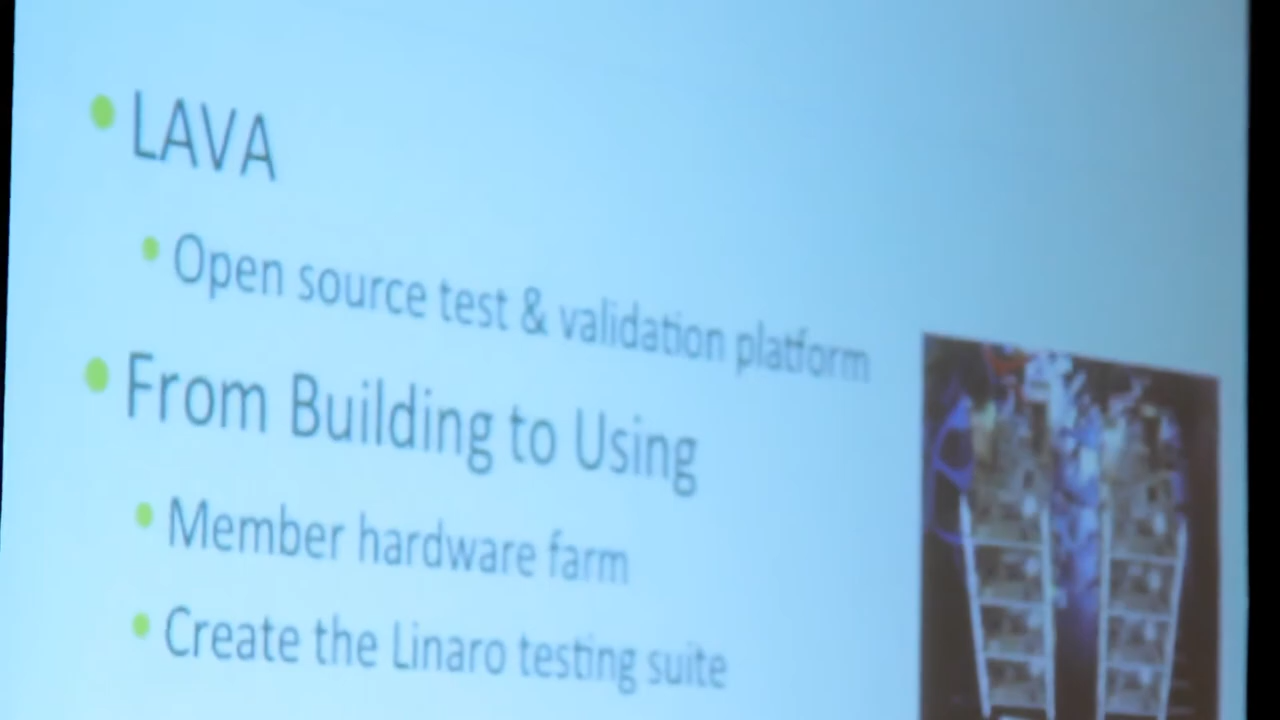 LAVA
Open source test & validation platform
From Building to Using
Member hardware farm
Create the Linaro testing suite